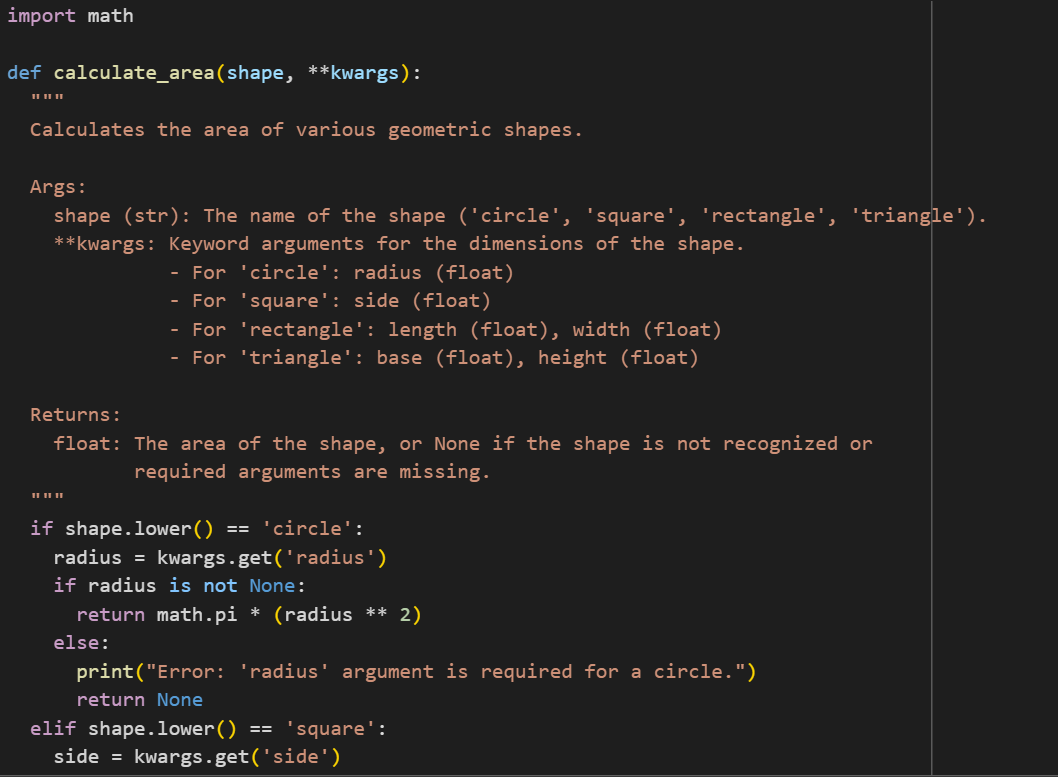 import math

def calculate_area(shape, **kwargs):
  """
  Calculates the area of various geometric shapes.

  Args:
    shape (str): The name of the shape ('circle', 'square', 'rectangle', 'triangle').
    **kwargs: Keyword arguments for the dimensions of the shape.
              - For 'circle': radius (float)
              - For 'square': side (float)
              - For 'rectangle': length (float), width (float)
              - For 'triangle': base (float), height (float)

  Returns:
    float: The area of the shape, or None if the shape is not recognized or
           required arguments are missing.
  """
  if shape.lower() == 'circle':
    radius = kwargs.get('radius')
    if radius is not None:
      return math.pi * (radius ** 2)
    else:
      print("Error: 'radius' argument is required for a circle.")
      return None
  elif shape.lower() == 'square':
    side = kwargs.get('side')